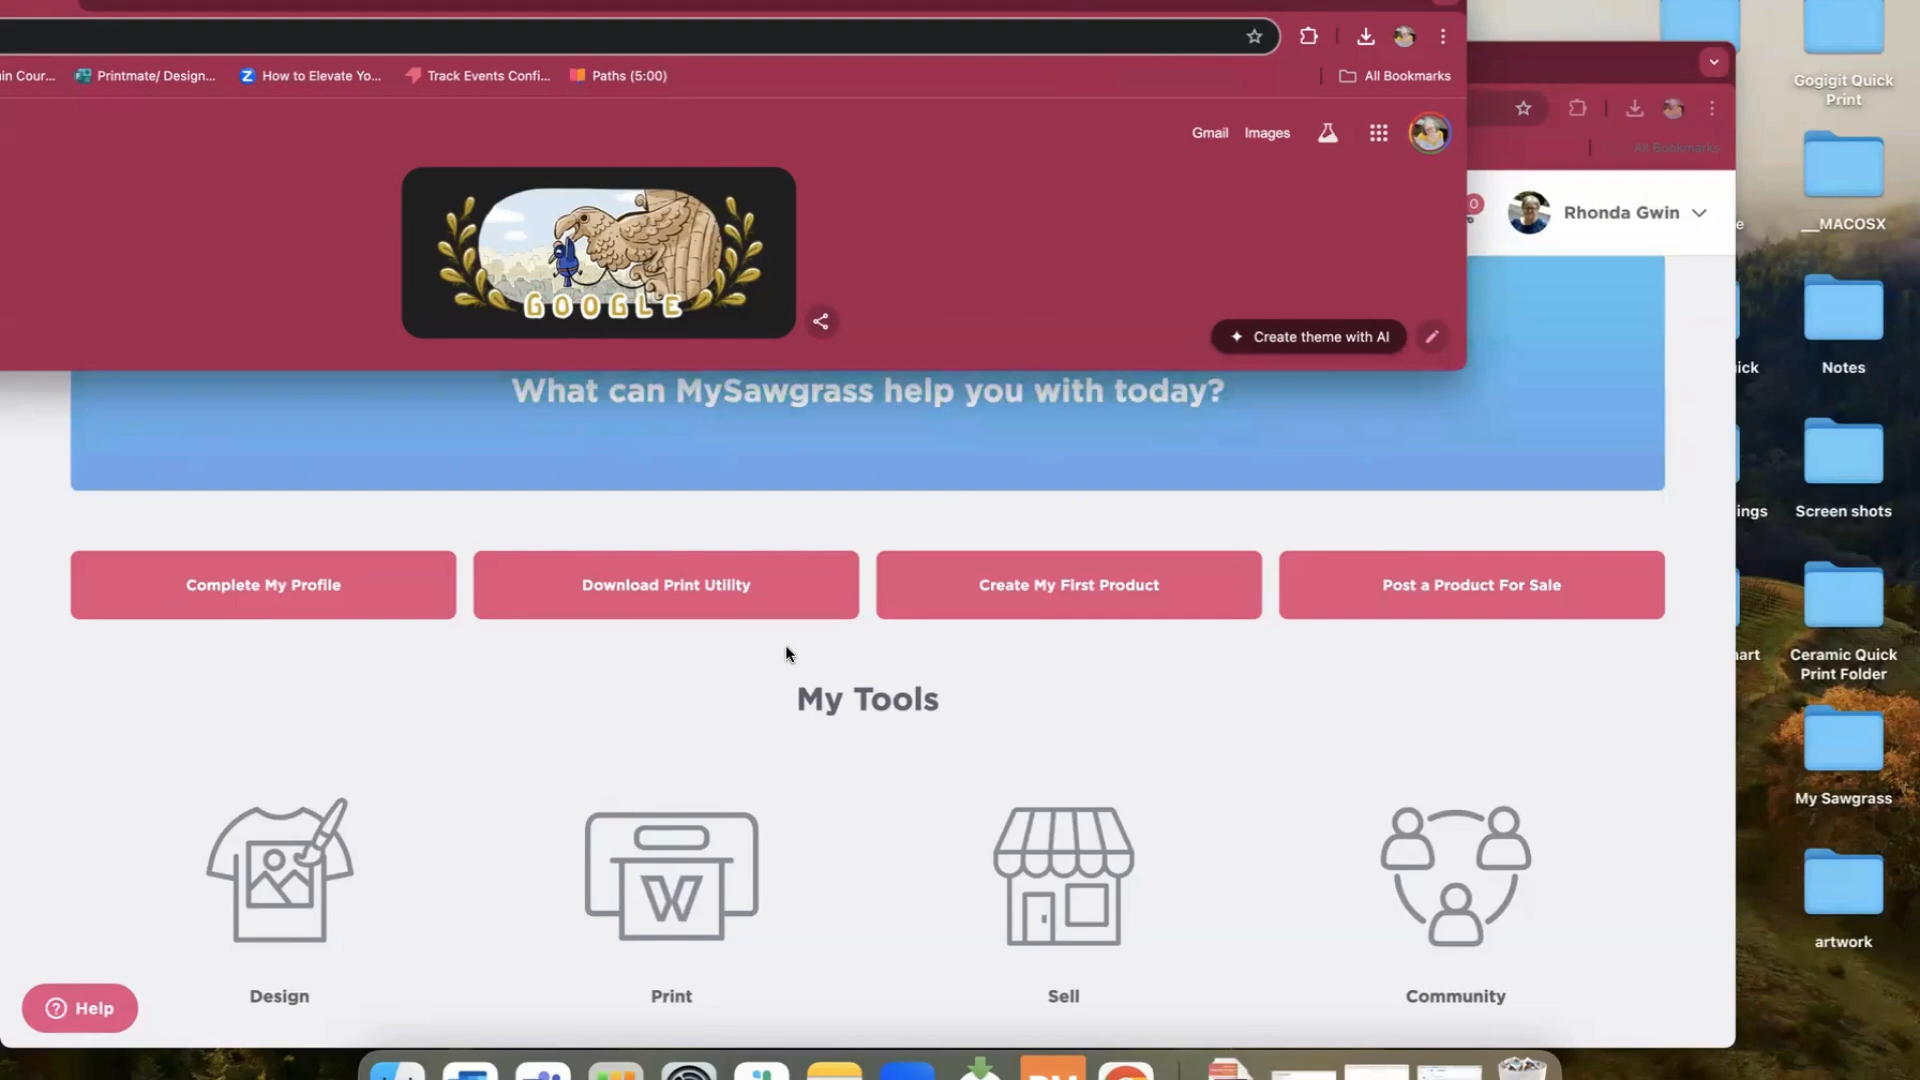 in Cour...
Printmate/ Design...
How to Elevate Yo...
Track Events Confi...
Paths (5:00)
All Bookmarks
Gmail
Images
GOOGLE
Create theme with AI
All Bookmarks
0
Rhonda Gwin
What can MySawgrass help you with today?
Complete My Profile
Download Print Utility
Create My First Product
Post a Product For Sale
My Tools
W
Design
Print
Sell
Community
Help
Gogigit Quick
Print
__MACOSX
e
Notes
ick
Screen shots
ings
Ceramic Quick
Print Folder
art
My Sawgrass
artwork